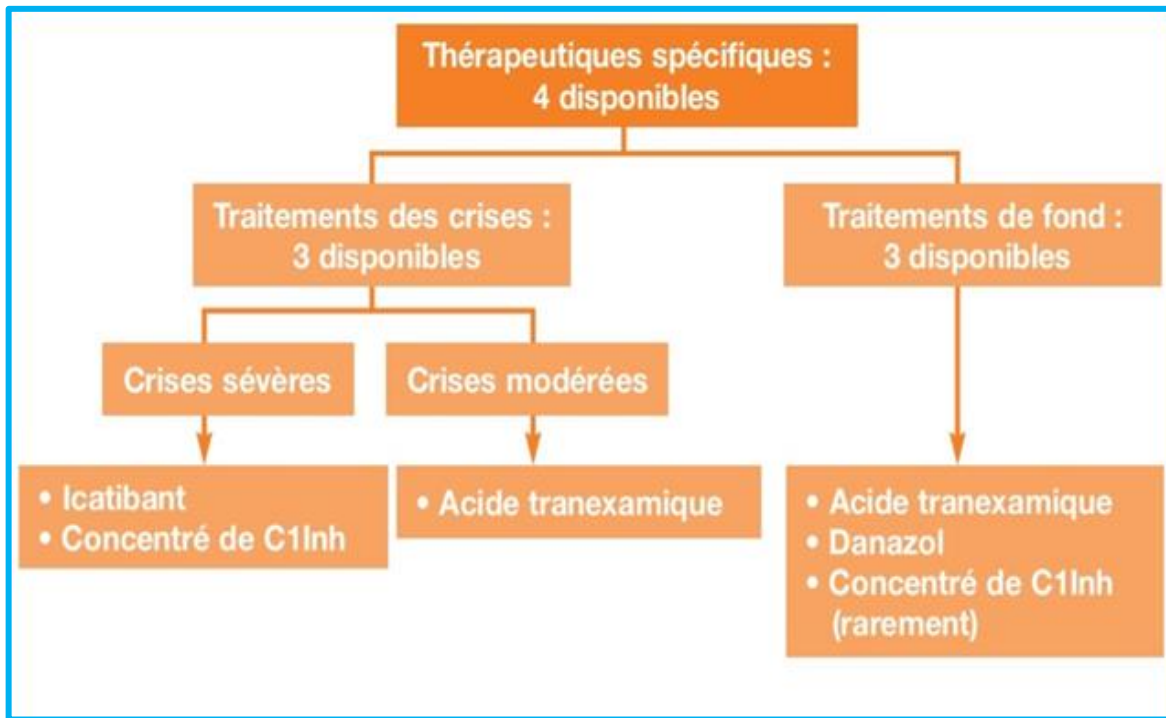 Thérapeutiques spécifiques :
4 disponibles
Traitements des crises :
3 disponibles
Traitements de fond :
3 disponibles
Crises sévères
Crises modérées
• Icatibant
• Concentré de C1Inh
• Acide tranexamique
• Acide tranexamique
• Danazol
• Concentré de C1Inh
(rarement)